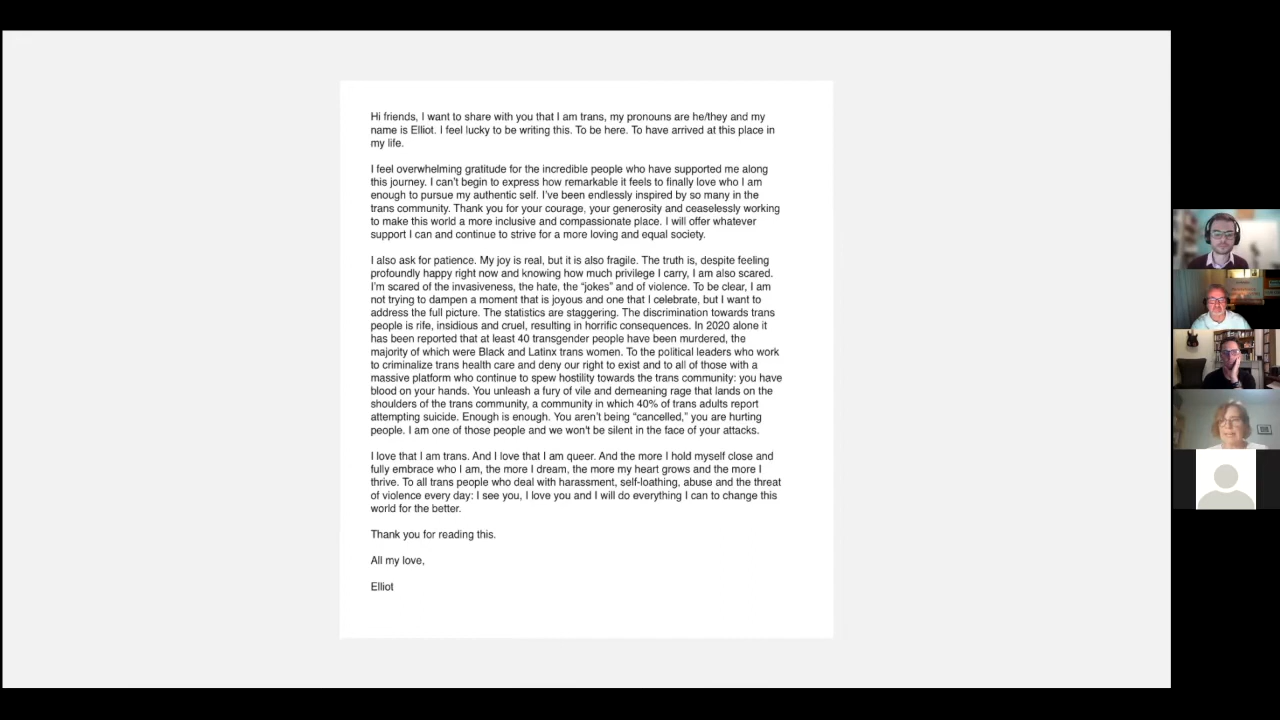 Hi friends, I want to share with you that I am trans, my pronouns are he/they and my
name is Elliot. I feel lucky to be writing this. To be here. To have arrived at this place in
my life.
I feel overwhelming gratitude for the incredible people who have supported me along
this journey. I can't begin to express how remarkable it feels to finally love who I am
enough to pursue my authentic self. I've been endlessly inspired by so many in the
trans community. Thank you for your courage, your generosity and ceaselessly working
to make this world a more inclusive and compassionate place. I will offer whatever
support I can and continue to strive for a more loving and equal society.
I also ask for patience. My joy is real, but it is also fragile. The truth is, despite feeling
profoundly happy right now and knowing how much privilege I carry, I am also scared.
I'm scared of the invasiveness, the hate, the “jokes” and of violence. To be clear, I am
not trying to dampen a moment that is joyous and one that I celebrate, but I want to
address the full picture. The statistics are staggering. The discrimination towards trans
people is rife, insidious and cruel, resulting in horrific consequences. In 2020 alone it
has been reported that at least 40 transgender people have been murdered, the
majority of which were Black and Latinx trans women. To the political leaders who work
to criminalize trans health care and deny our right to exist and to all of those with a
massive platform who continue to spew hostility towards the trans community: you have
blood on your hands. You unleash a fury of vile and demeaning rage that lands on the
shoulders of the trans community, a community in which 40% of trans adults report
attempting suicide. Enough is enough. You aren't being “cancelled,” you are hurting
people. I am one of those people and we won't be silent in the face of your attacks.
I love that I am trans. And I love that I am queer. And the more I hold myself close and
fully embrace who I am, the more I dream, the more my heart grows and the more I
thrive. To all trans people who deal with harassment, self-loathing, abuse and the threat
of violence every day: I see you, I love you and I will do everything I can to change this
world for the better.
Thank you for reading this.
All my love,
Elliot